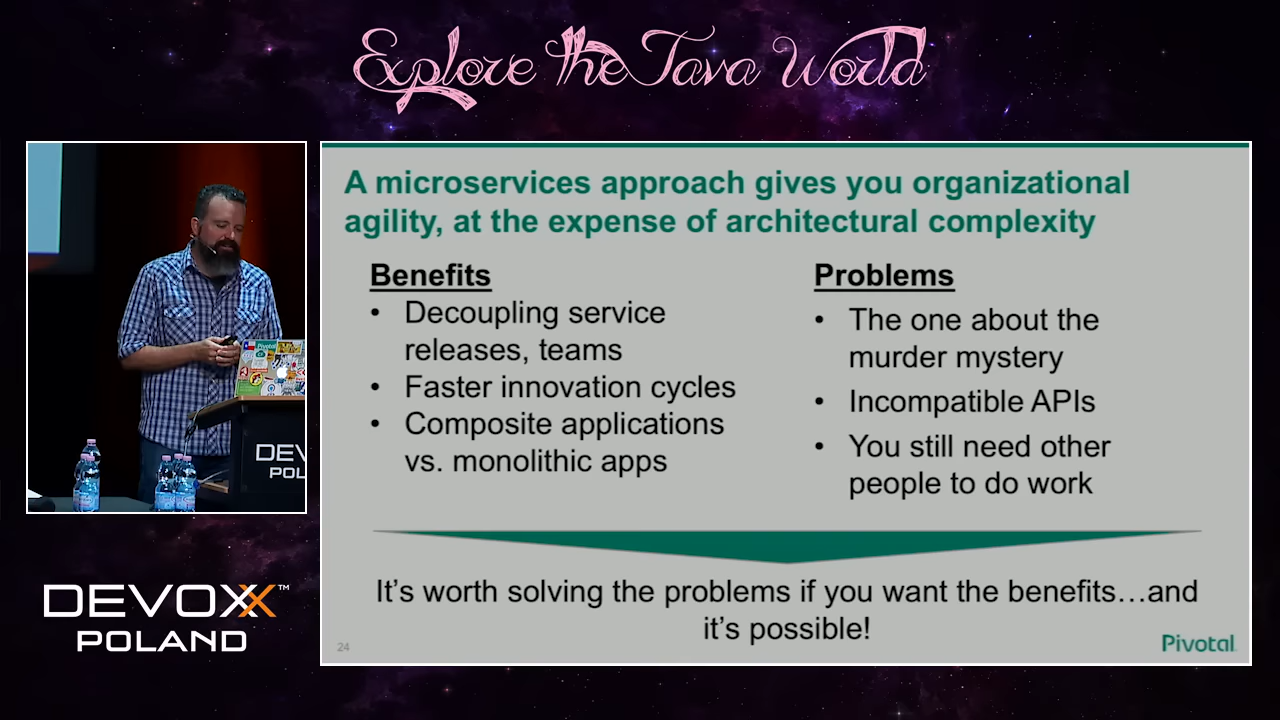 Explore the Java World
A microservices approach gives you organizational
agility, at the expense of architectural complexity
Benefits
• Decoupling service
releases, teams
• Faster innovation cycles
• Composite applications
vs. monolithic apps
Problems
• The one about the
murder mystery
• Incompatible APIs
• You still need other
people to do work
It’s worth solving the problems if you want the benefits…and
it’s possible!
24
Pivotal
Pivotal
DEV
POL
DEVOXX™
POLAND